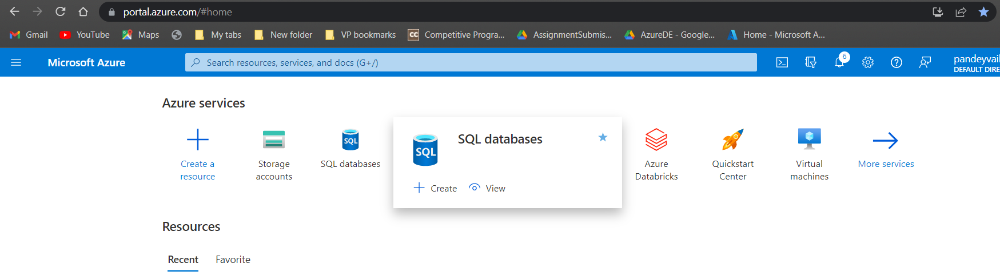 portal.azure.com/#home
Gmail YouTube Maps My tabs New folder VP bookmarks CC Competitive Progra... AssignmentSubmis... AzureDE - Google... Home - Microsoft A...
Microsoft Azure Search resources, services, and docs (G+/) 6 pandeyvail
DEFAULT DIRE
Azure services
Create a resource
Storage accounts
SQL SQL databases
SQL SQL databases
Create View
Azure Databricks
Quickstart Center
Virtual machines
More services
Resources
Recent Favorite